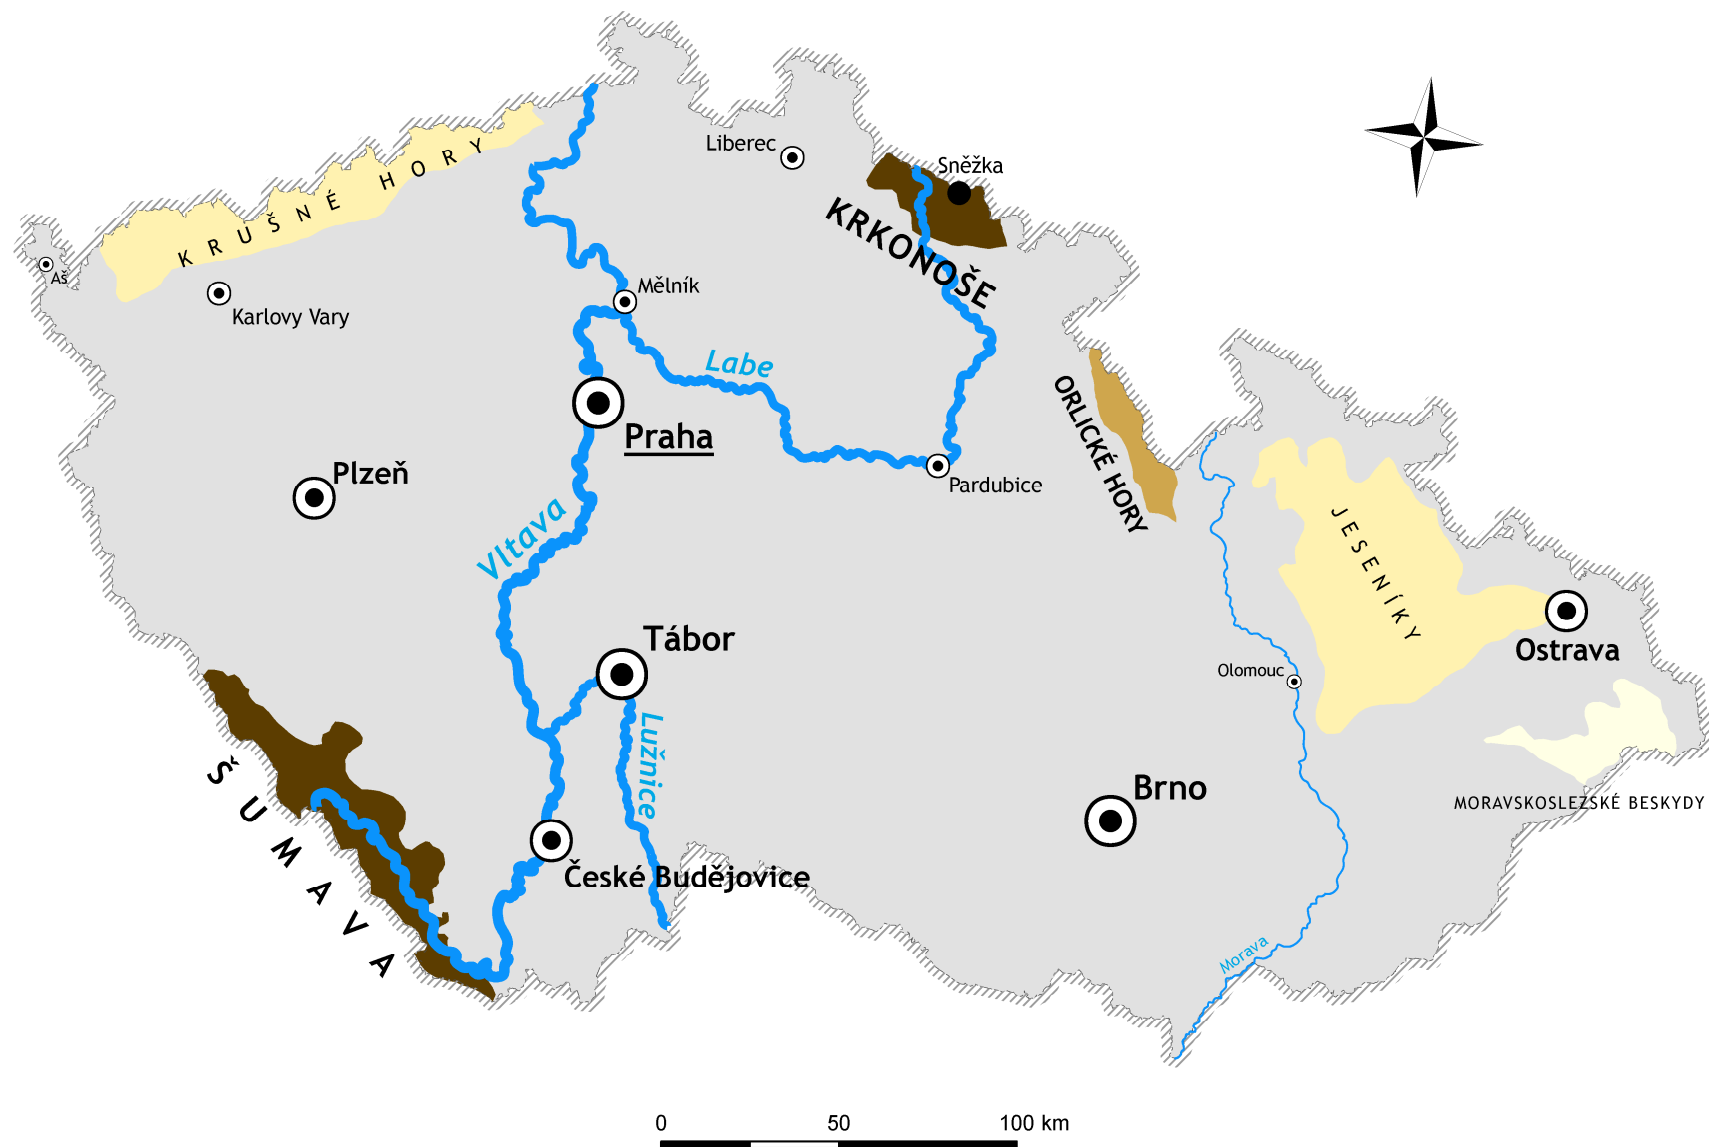 Liberec
Sněžka
KRUŠNÉ HORY
KRKONOŠE
Aš
Karlovy Vary
Mělník
Labe
Praha
ORLICKÉ HORY
Plzeň
Pardubice
Vltava
JESENÍKY
Tábor
Ostrava
Olomouc
Lužnice
ŠUMAVA
Brno
MORAVSKOSLEZSKÉ BESKYDY
České Budějovice
Morava
0 50 100 km